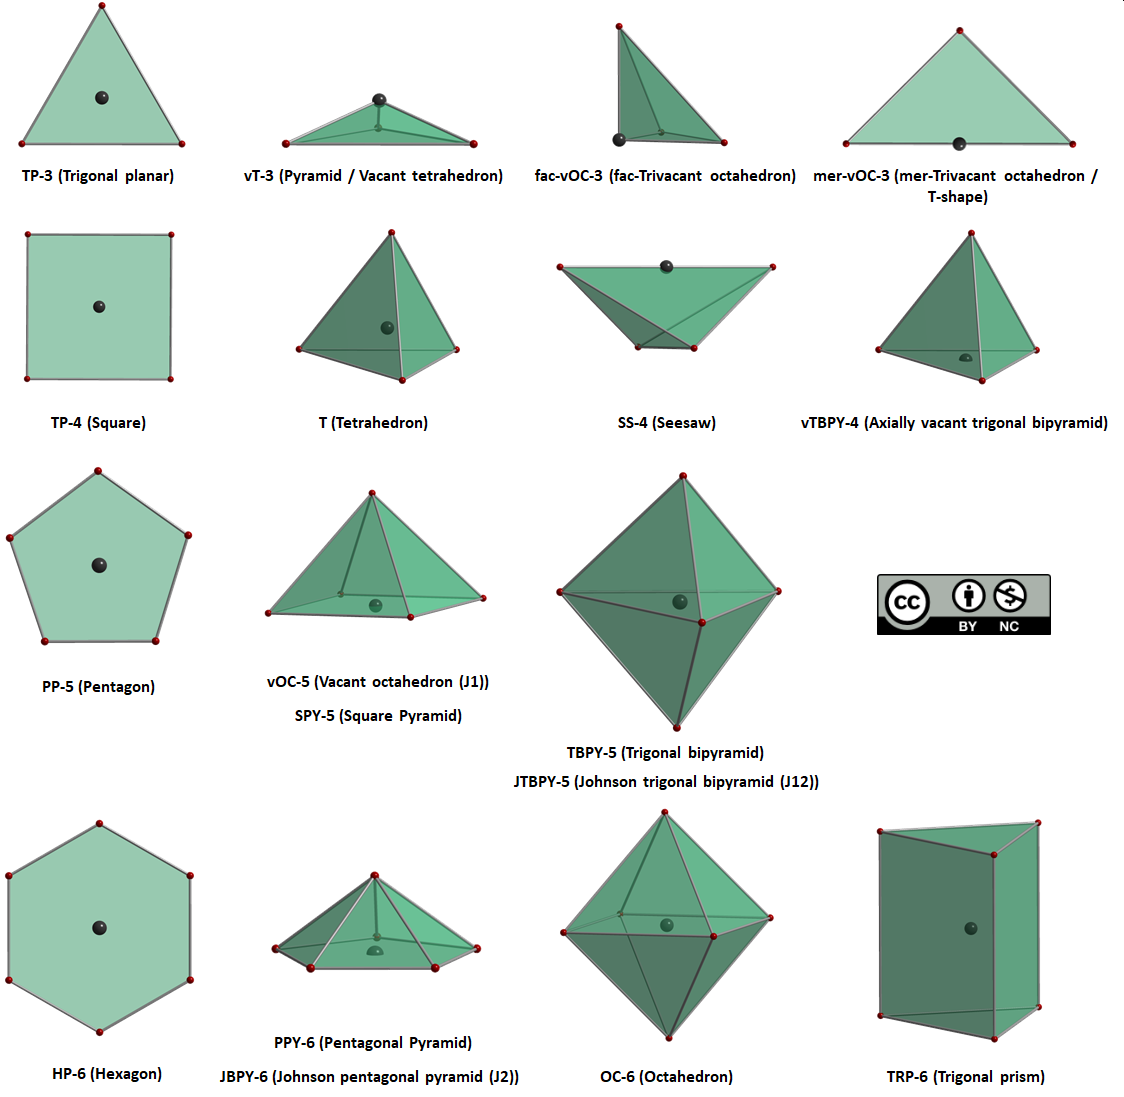 TP-3 (Trigonal planar)
vT-3 (Pyramid / Vacant tetrahedron)
fac-vOC-3 (fac-Trivacant octahedron)
mer-vOC-3 (mer-Trivacant octahedron /
T-shape)
TP-4 (Square)
T (Tetrahedron)
SS-4 (Seesaw)
vTBPY-4 (Axially vacant trigonal bipyramid)
PP-5 (Pentagon)
vOC-5 (Vacant octahedron (J1))
SPY-5 (Square Pyramid)
TBPY-5 (Trigonal bipyramid)
JTBPY-5 (Johnson trigonal bipyramid (J12))
CC
BY NC
HP-6 (Hexagon)
PPY-6 (Pentagonal Pyramid)
JBPY-6 (Johnson pentagonal pyramid (J2))
OC-6 (Octahedron)
TRP-6 (Trigonal prism)